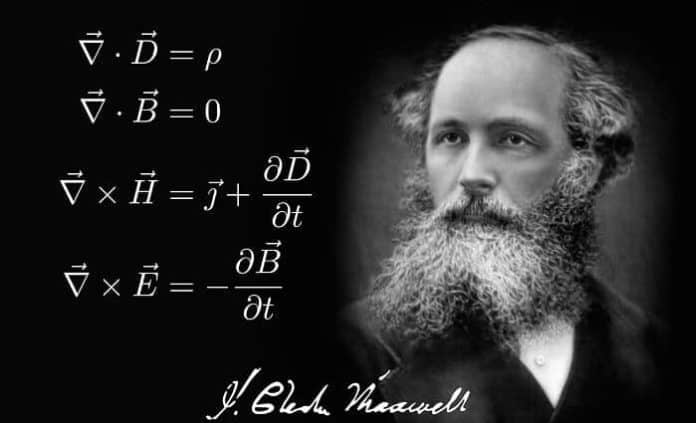 ∇⃗ · D⃗ = ρ
∇⃗ · B⃗ = 0
∇⃗ × H⃗ = ȷ⃗ + ∂D⃗/∂t
∇⃗ × E⃗ = −∂B⃗/∂t
J. Clerk Maxwell